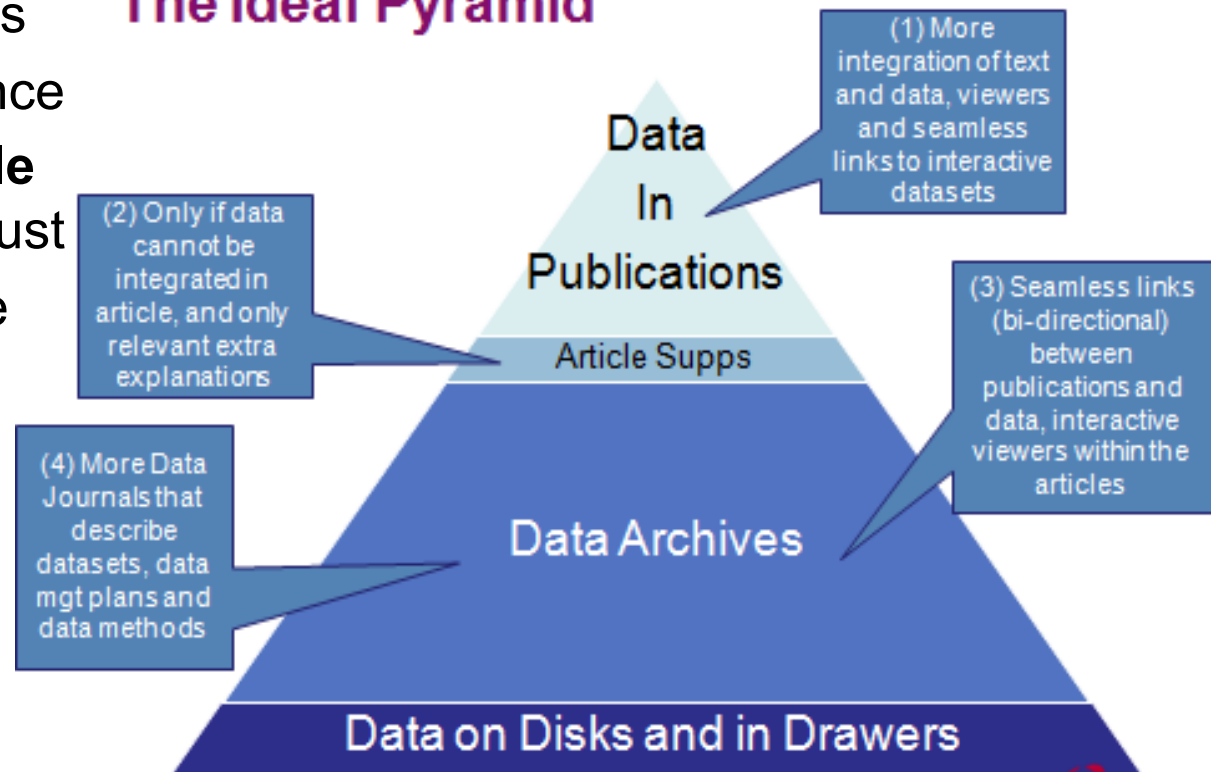 The Ideal Pyramid
s
nce
le
ust
e
(1) More
integration of text
and data, viewers
and seamless
links to interactive
datasets
Data
In
Publications
(2) Only if data
cannot be
integrated in
article, and only
relevant extra
explanations
Article Supps
(3) Seamless links
(bi-directional)
between
publications and
data, interactive
viewers within the
articles
(4) More Data
Journals that
describe
datasets, data
mgt plans and
data methods
Data Archives
Data on Disks and in Drawers